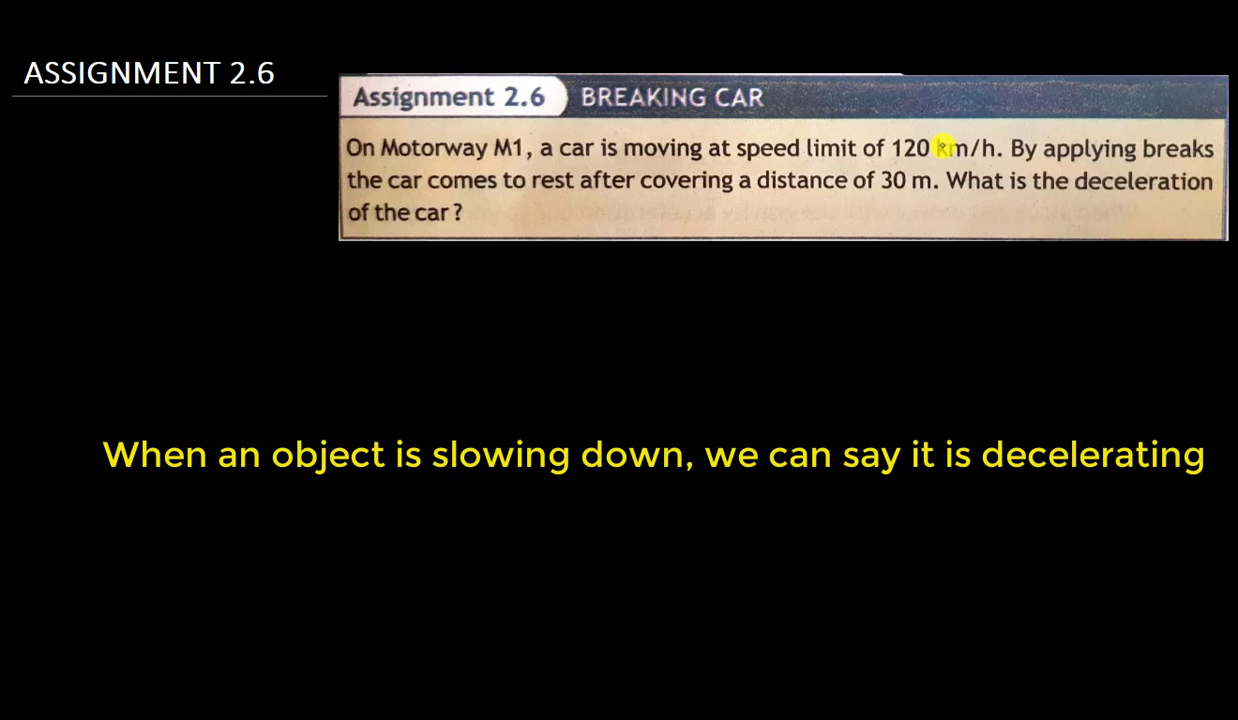 ASSIGNMENT 2.6
Assignment 2.6 BREAKING CAR
On Motorway M1, a car is moving at speed limit of 120 km/h. By applying breaks
the car comes to rest after covering a distance of 30 m. What is the deceleration
of the car?
When an object is slowing down, we can say it is decelerating